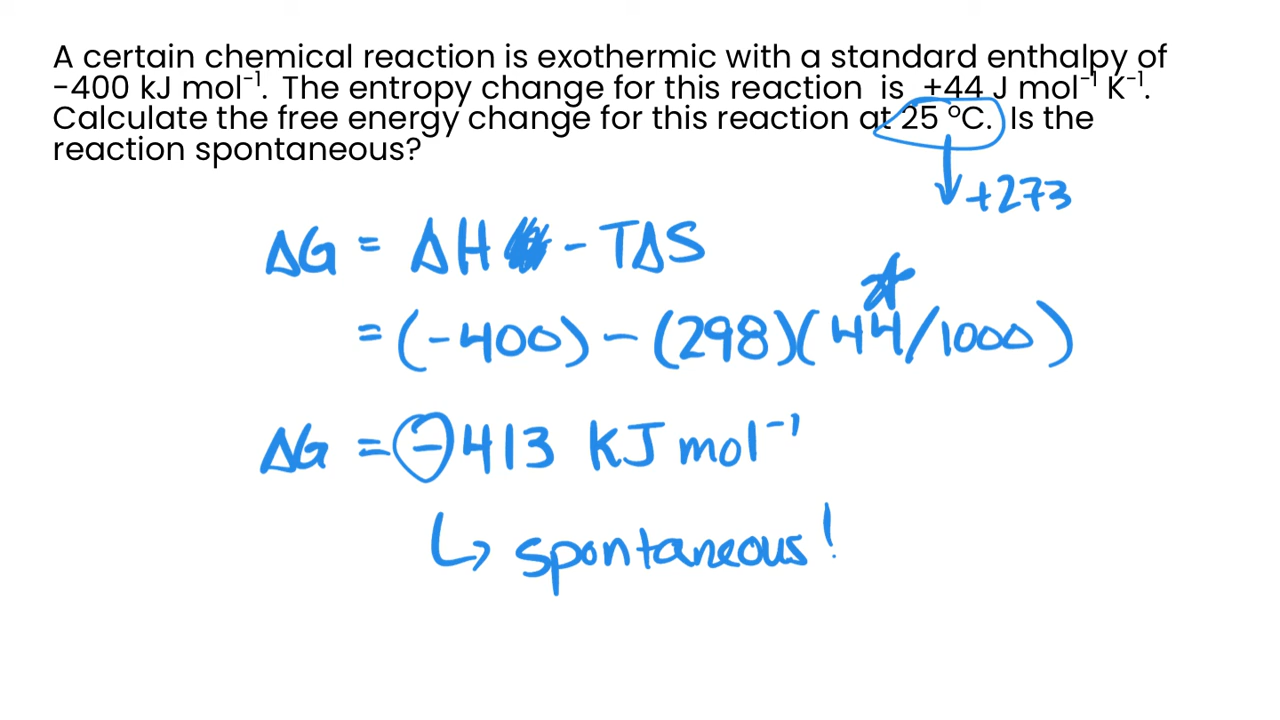 A certain chemical reaction is exothermic with a standard enthalpy of
-400 kJ mol⁻¹. The entropy change for this reaction is +44 J mol⁻¹ K⁻¹.
Calculate the free energy change for this reaction at 25 °C. Is the
reaction spontaneous?
+273
ΔG = ΔH - TΔS
= (-400) - (298)(44/1000)
ΔG = -413 KJ mol⁻¹
↳ spontaneous!